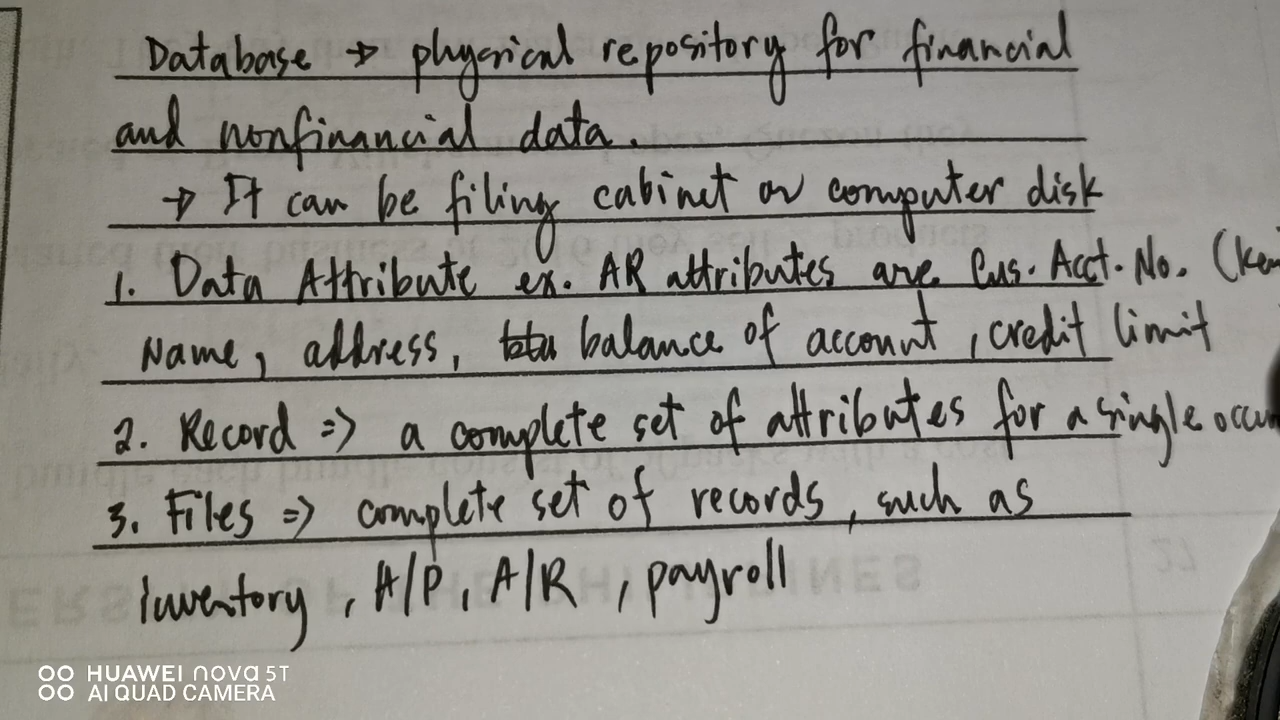 Database → physical repository for financial
and nonfinancial data.
→ It can be filing cabinet or computer disk
1. Data Attribute ex. AR attributes are Cus. Acct. No. (
Name, address, balance of account, credit limit
2. Record => a complete set of attributes for a single
3. Files => complete set of records, such as
inventory, A/P, A/R, payroll
HUAWEI nova 5T
AI QUAD CAMERA